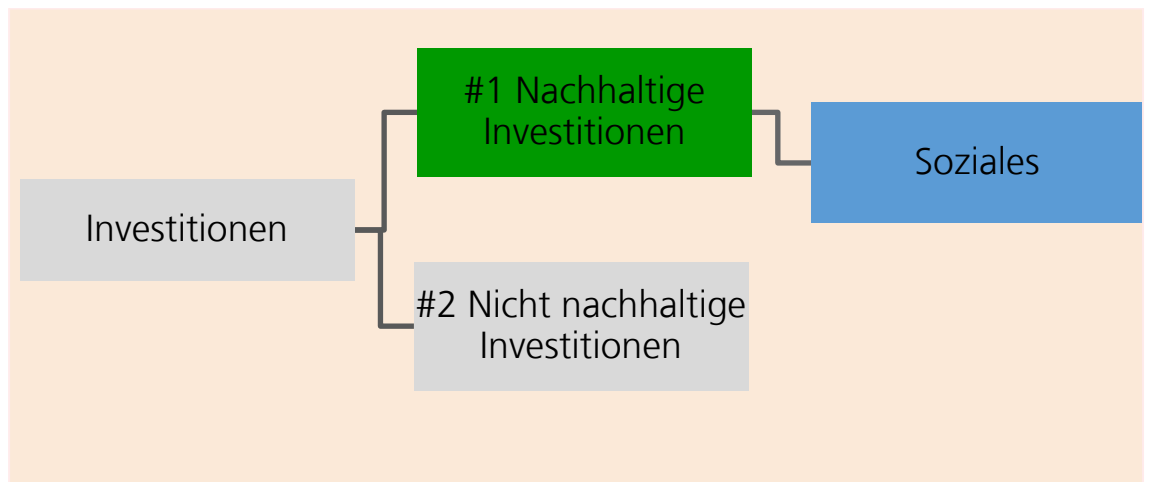 #1 Nachhaltige
Investitionen
Soziales
Investitionen
#2 Nicht nachhaltige
Investitionen